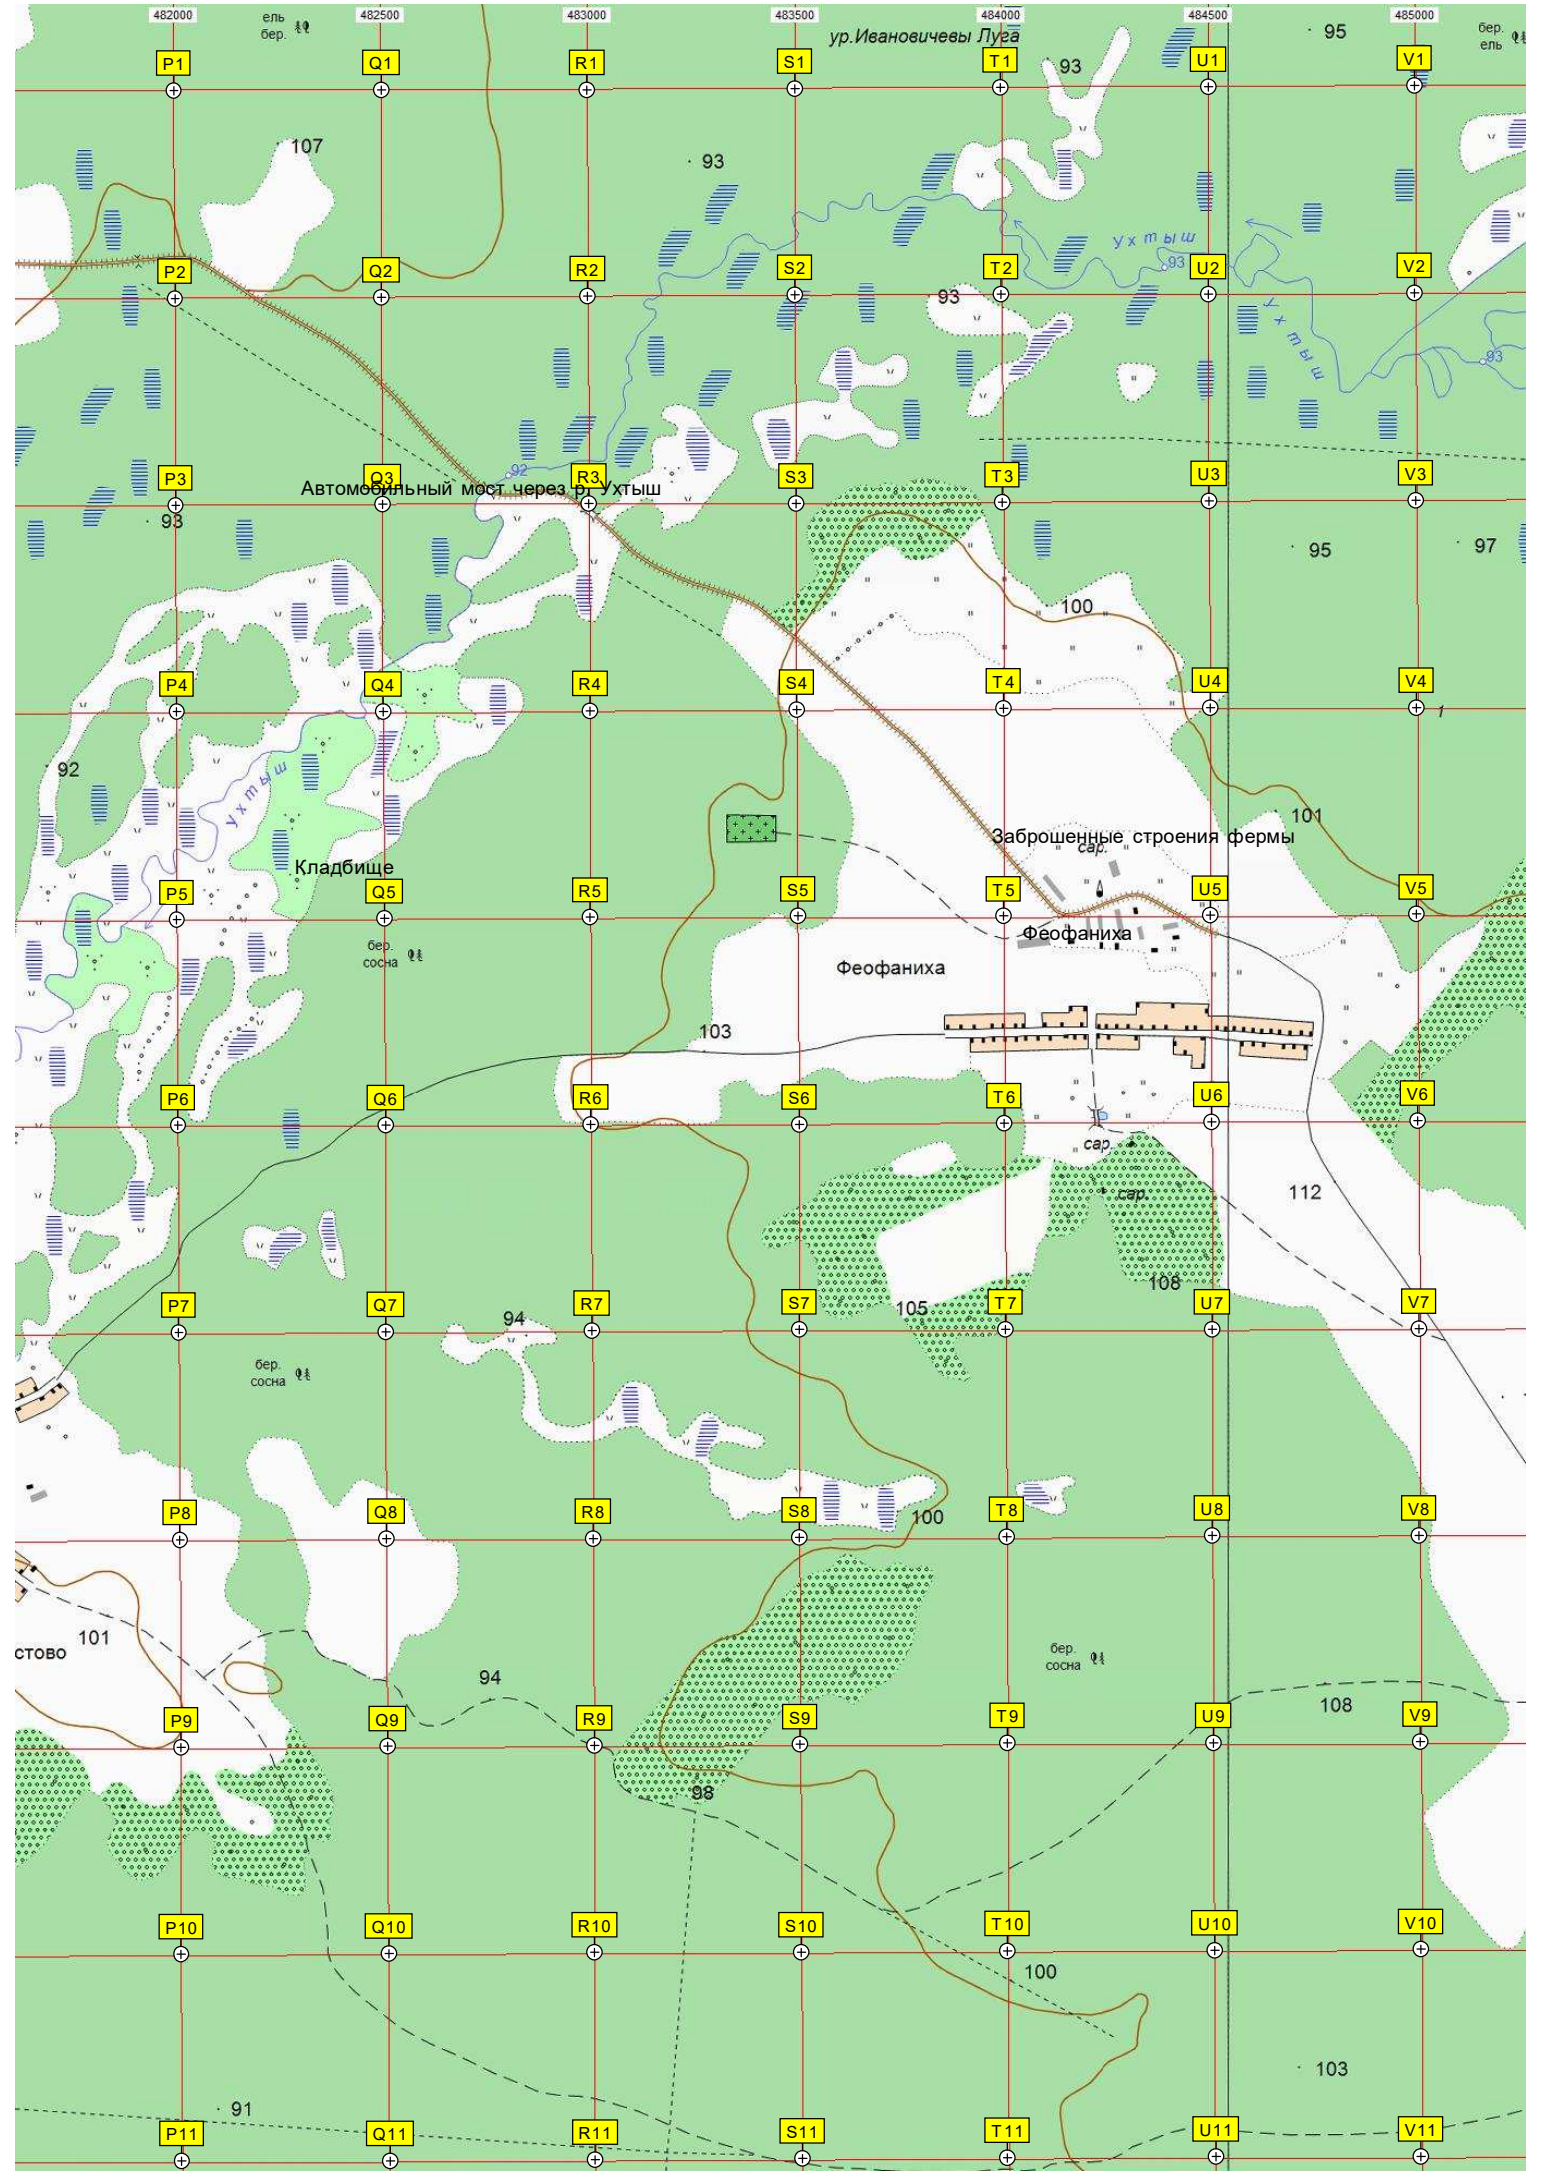 482000 482500 483000 483500 484000 484500 485000
ель
бер.
ур.Ивановичевы Луга
95
бер.
ель
P1 Q1 R1 S1 T1 93 U1 V1
107
93
Ухтыш
P2 Q2 R2 S2 T2 93 U2 V2
93
Ухтыш
93
92
P3 Q3 R3 S3 T3 U3 V3
Автомобильный мост через р. Ухтыш
93
95
97
100
P4 Q4 R4 S4 T4 U4 V4
1
92
Ухтыш
101
Заброшенные строения фермы
сар.
Кладбище
P5 Q5 R5 S5 T5 U5 V5
Феофаниха
бер.
сосна
Феофаниха
103
P6 Q6 R6 S6 T6 U6 V6
сар.
сар.
112
108
P7 Q7 R7 S7 105 T7 U7 V7
94
бер.
сосна
P8 Q8 R8 S8 100 T8 U8 V8
101
стово
бер.
сосна
94
108
P9 Q9 R9 S9 T9 U9 V9
98
P10 Q10 R10 S10 T10 U10 V10
100
103
91
P11 Q11 R11 S11 T11 U11 V11